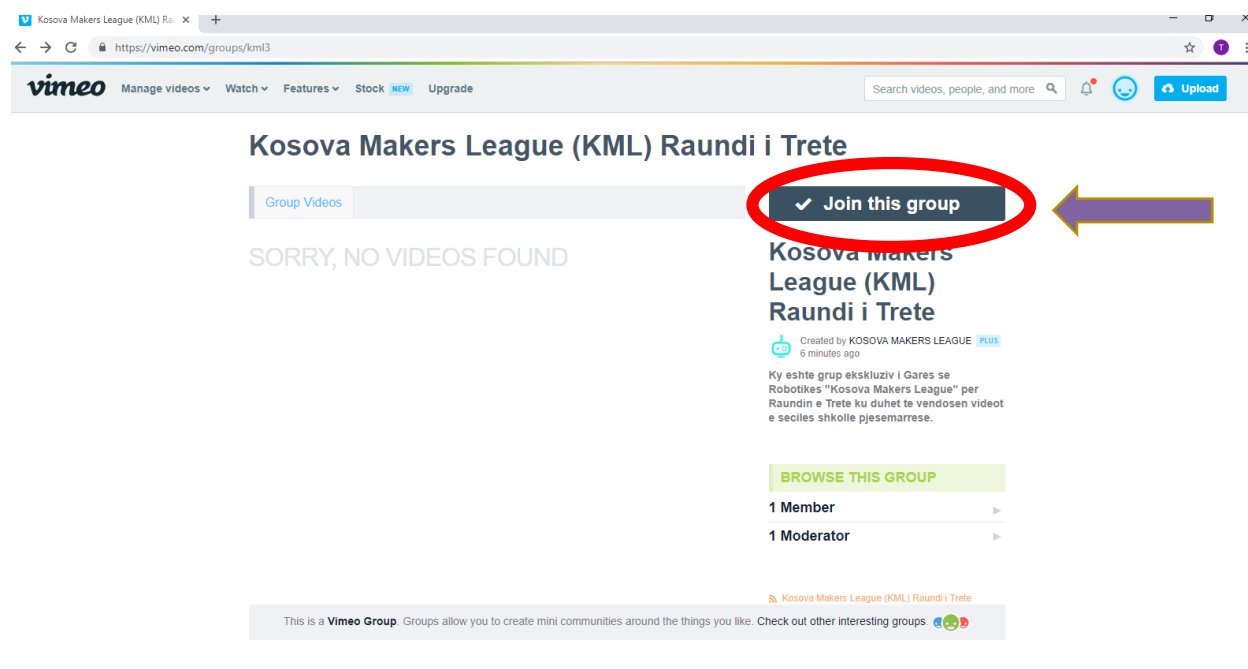 Kosova Makers League (KML) Ra
https://vimeo.com/groups/kml3
T
vimeo Manage videos Watch Features Stock NEW Upgrade Search videos, people, and more Upload
Kosova Makers League (KML) Raundi i Trete
Group Videos
Join this group
SORRY, NO VIDEOS FOUND
Kosova Makers
League (KML)
Raundi i Trete
Created by KOSOVA MAKERS LEAGUE PLUS
6 minutes ago
Ky eshte grup ekskluziv i Gares se
Robotikes "Kosova Makers League" per
Raundin e Trete ku duhet te vendosen videot
e seciles shkolle pjesemarrese.
BROWSE THIS GROUP
1 Member
1 Moderator
Kosova Makers League (KML) Raundi i Trete
This is a Vimeo Group. Groups allow you to create mini communities around the things you like. Check out other interesting groups.